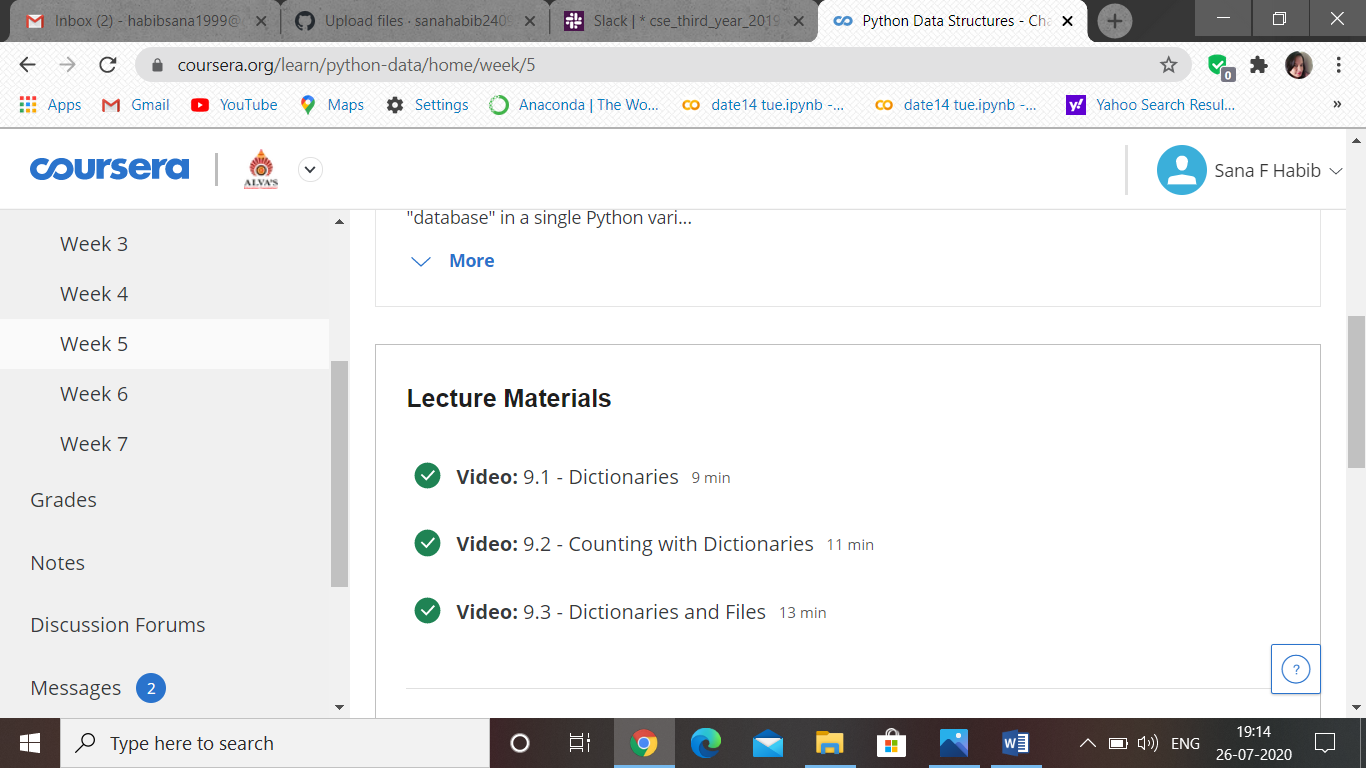 Inbox (2) - habibsana1999@
Upload files · sanahabib240
Slack | * cse_third_year_2019
Python Data Structures - Cha
coursera.org/learn/python-data/home/week/5
0
Apps
Gmail
YouTube
Maps
Settings
Anaconda | The Wo...
date14 tue.ipynb -...
date14 tue.ipynb -...
y!
Yahoo Search Resul...
»
coursera
ALVA'S
Sana F Habib
Week 3
Week 4
Week 5
Week 6
Week 7
Grades
Notes
Discussion Forums
Messages 2
"database" in a single Python vari...
More
Lecture Materials
Video: 9.1 - Dictionaries 9 min
Video: 9.2 - Counting with Dictionaries 11 min
Video: 9.3 - Dictionaries and Files 13 min
?
Type here to search
ENG
19:14
26-07-2020